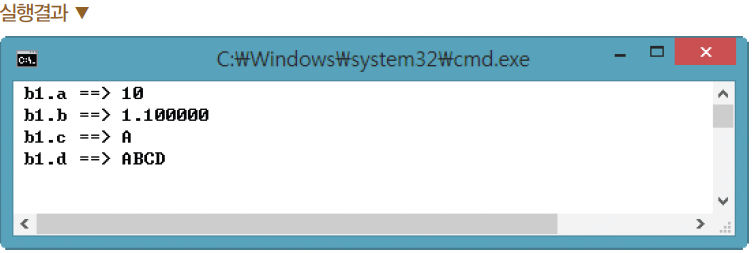 실행결과 ▼
C:₩Windows₩system32₩cmd.exe
b1.a ==> 10
b1.b ==> 1.100000
b1.c ==> A
b1.d ==> ABCD